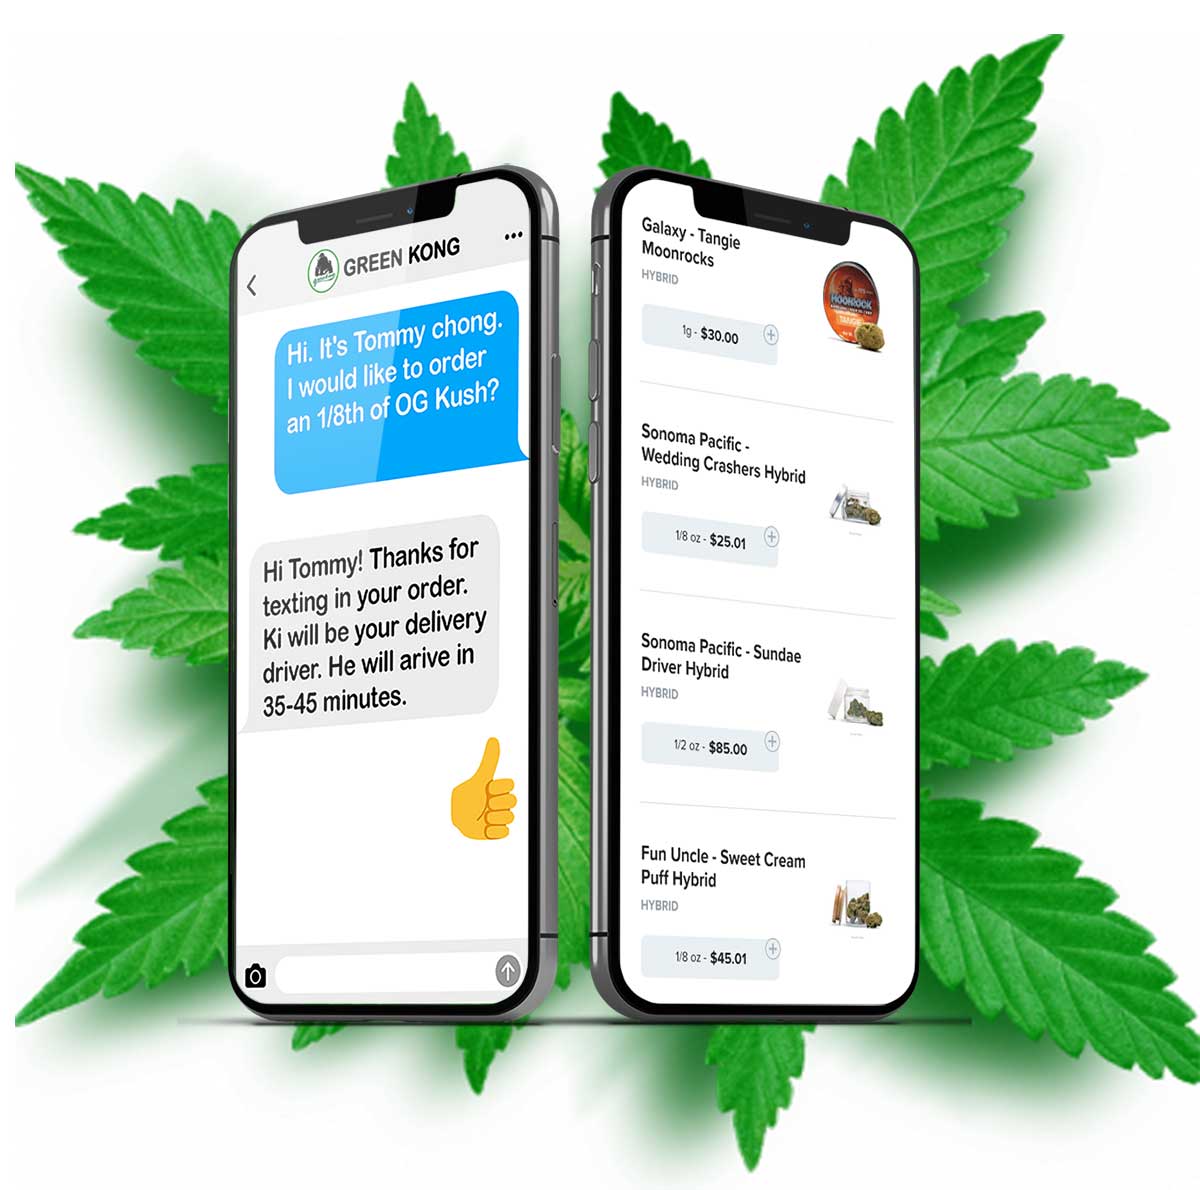 GREEN KONG
Hi. It's Tommy chong.
I would like to order
an 1/8th of OG Kush?
Hi Tommy! Thanks for
texting in your order.
Ki will be your delivery
driver. He will arive in
35-45 minutes.
Galaxy - Tangie
Moonrocks
HYBRID
1g - $30.00
MOONROCK
TANGIE
Sonoma Pacific -
Wedding Crashers Hybrid
HYBRID
1/8 oz - $25.01
Sonoma Pacific - Sundae
Driver Hybrid
HYBRID
1/2 oz - $85.00
Fun Uncle - Sweet Cream
Puff Hybrid
HYBRID
1/8 oz - $45.01